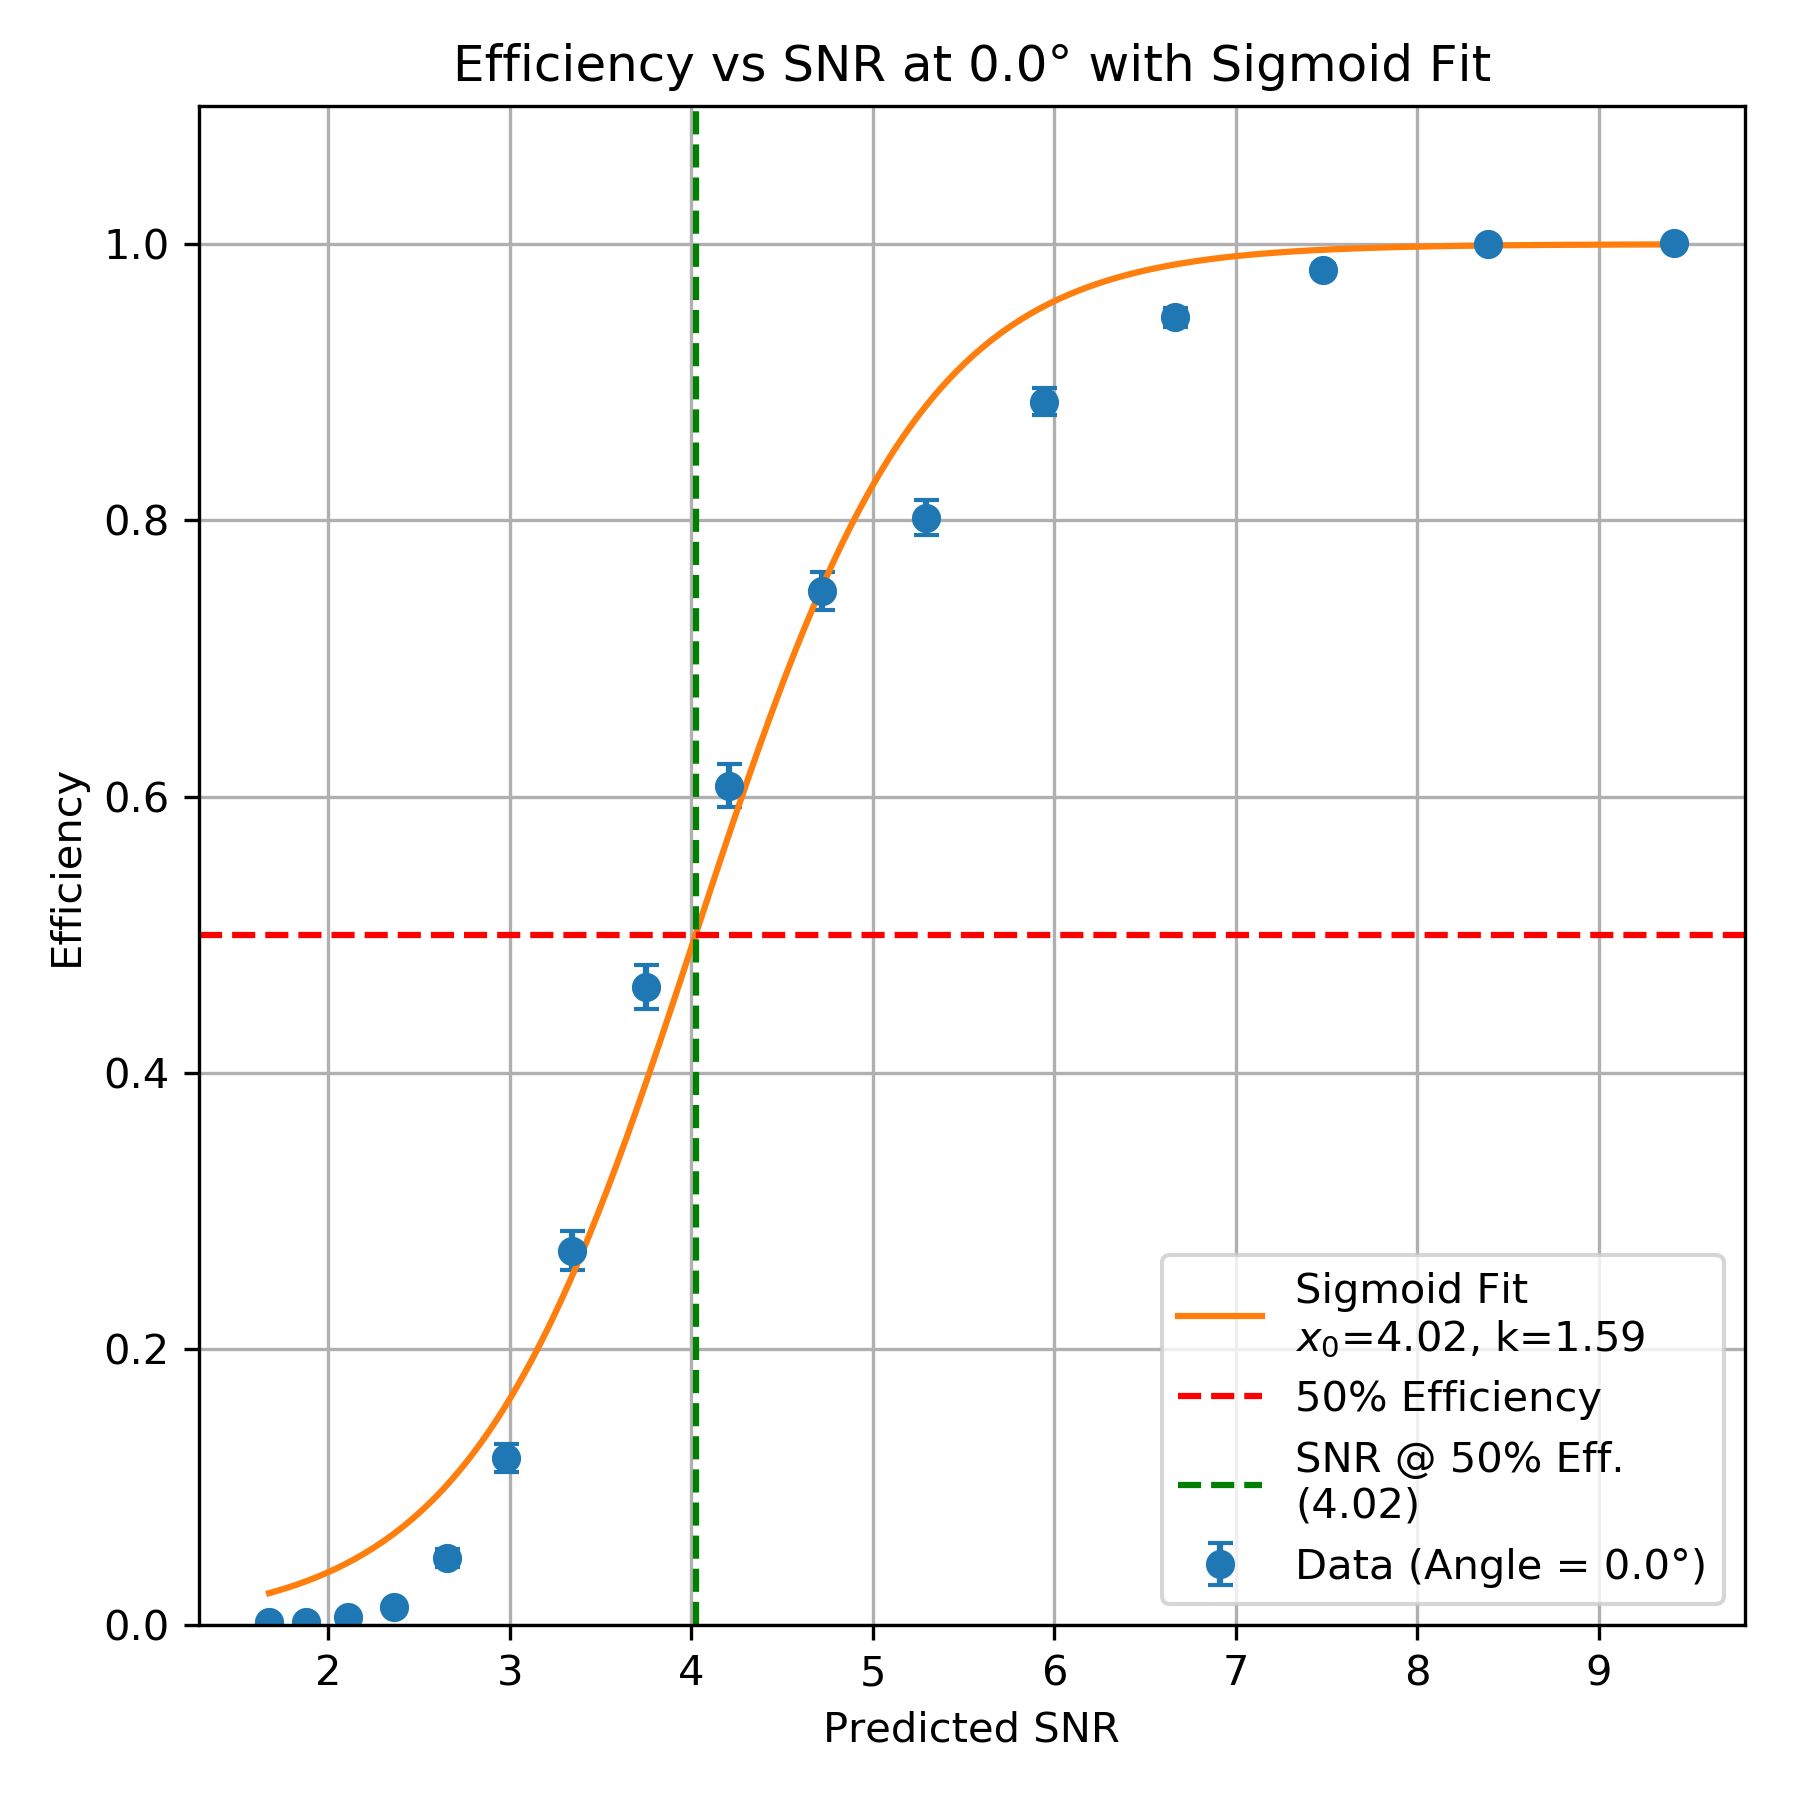 Efficiency vs SNR at 0.0° with Sigmoid Fit
Efficiency
1.0
0.8
0.6
0.4
0.2
0.0
2 3 4 5 6 7 8 9
Predicted SNR
Sigmoid Fit
x₀=4.02, k=1.59
50% Efficiency
SNR @ 50% Eff.
(4.02)
Data (Angle = 0.0°)